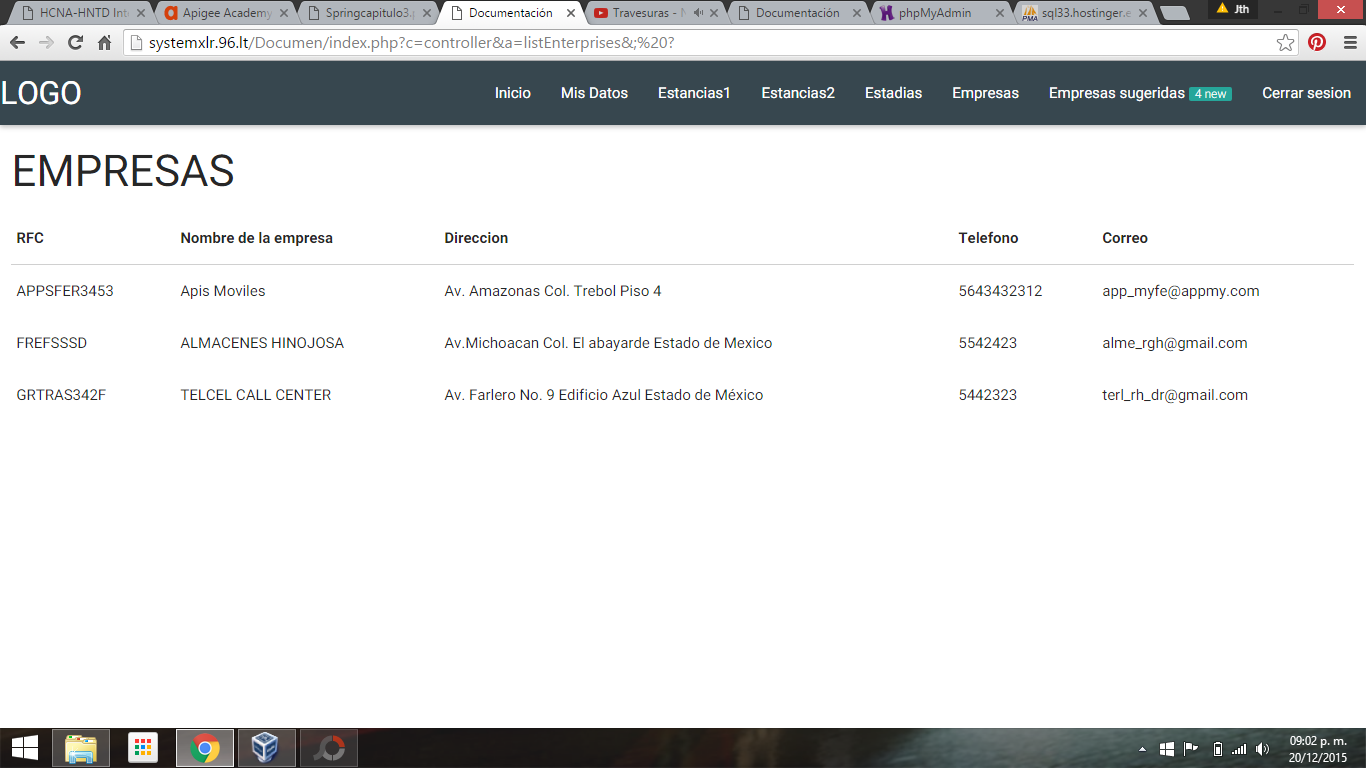 HCNA-HNTD Int
Apigee Academy
Springcapitulo3.p
Documentación
Travesuras - N
Documentación
phpMyAdmin
sql33.hostinger.e
Jth
systemxlr.96.lt/Documen/index.php?c=controller&a=listEnterprises&;%20?
LOGO
Inicio
Mis Datos
Estancias1
Estancias2
Estadias
Empresas
Empresas sugeridas 4 new
Cerrar sesion
EMPRESAS
RFC Nombre de la empresa Direccion Telefono Correo
APPSFER3453 Apis Moviles Av. Amazonas Col. Trebol Piso 4 5643432312 app_myfe@appmy.com
FREFSSSD ALMACENES HINOJOSA Av.Michoacan Col. El abayarde Estado de Mexico 5542423 alme_rgh@gmail.com
GRTRAS342F TELCEL CALL CENTER Av. Farlero No. 9 Edificio Azul Estado de México 5442323 terl_rh_dr@gmail.com
09:02 p. m.
20/12/2015